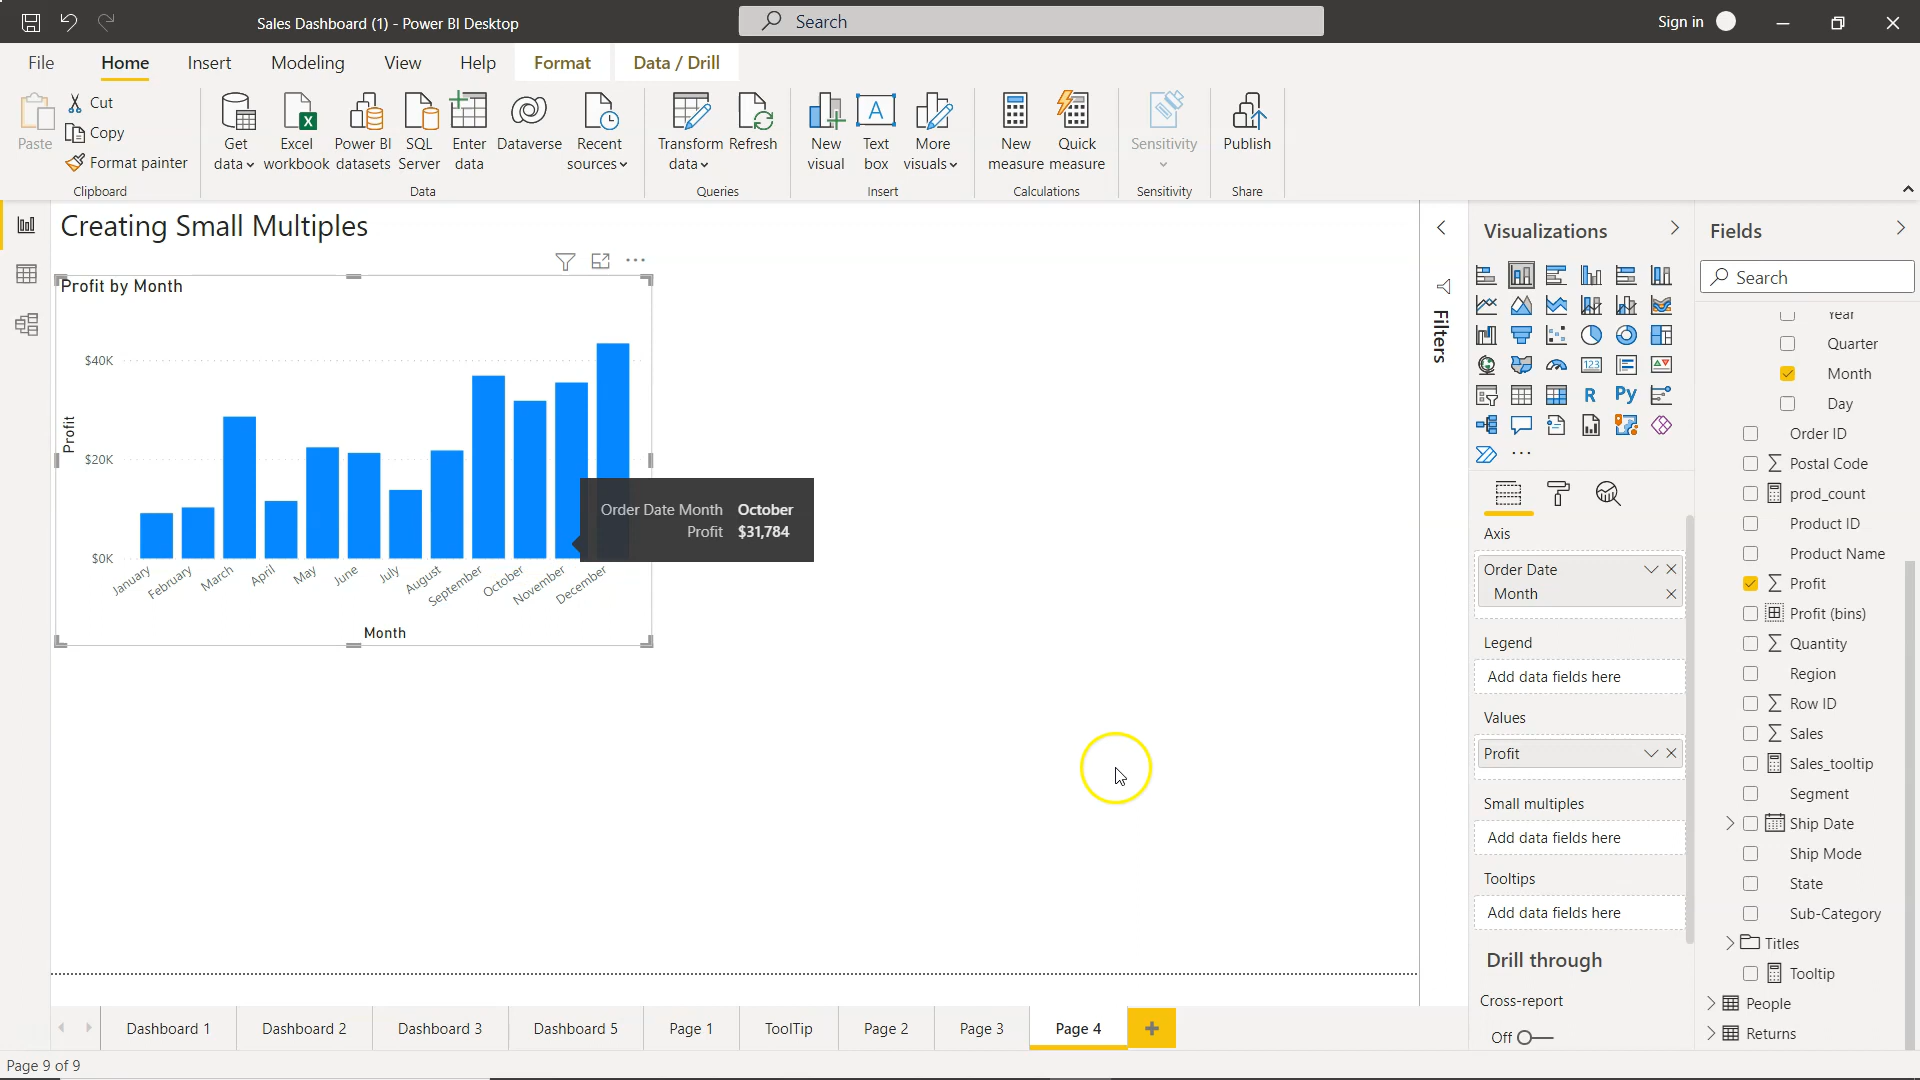 Sales Dashboard (1) - Power BI Desktop
Search
Sign in
File
Home
Insert
Modeling
View
Help
Format
Data / Drill
Paste
Cut
Copy
Format painter
Clipboard
Get
data
Excel
workbook
Power BI
datasets
SQL
Server
Enter
data
Dataverse
Recent
sources
Data
Transform
data
Refresh
Queries
New
visual
Text
box
More
visuals
Insert
New
measure
Quick
measure
Calculations
Sensitivity
Sensitivity
Publish
Share
Creating Small Multiples
Profit by Month
Profit
$40K
$20K
$0K
January
February
March
April
May
June
July
August
September
October
November
December
Month
Order Date Month October
Profit $31,784
Filters
Visualizations
123
R
Py
Axis
Order Date
Month
Legend
Add data fields here
Values
Profit
Small multiples
Add data fields here
Tooltips
Add data fields here
Drill through
Cross-report
Off
Fields
Search
Year
Quarter
Month
Day
Order ID
Postal Code
prod_count
Product ID
Product Name
Profit
Profit (bins)
Quantity
Region
Row ID
Sales
Sales_tooltip
Segment
Ship Date
Ship Mode
State
Sub-Category
Titles
Tooltip
People
Returns
Dashboard 1
Dashboard 2
Dashboard 3
Dashboard 5
Page 1
ToolTip
Page 2
Page 3
Page 4
Page 9 of 9